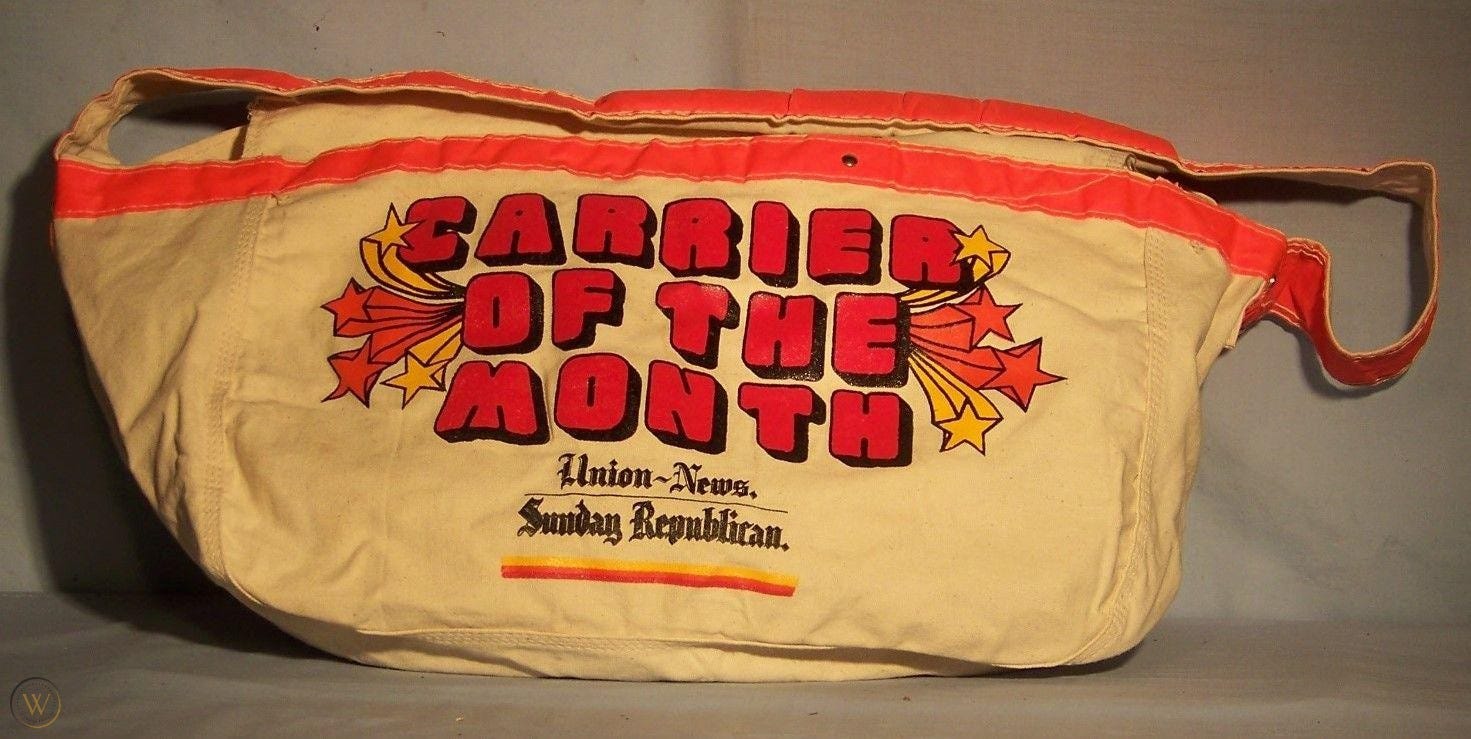 CARRIER
OF THE
MONTH
Union-News.
Sunday Republican.
W